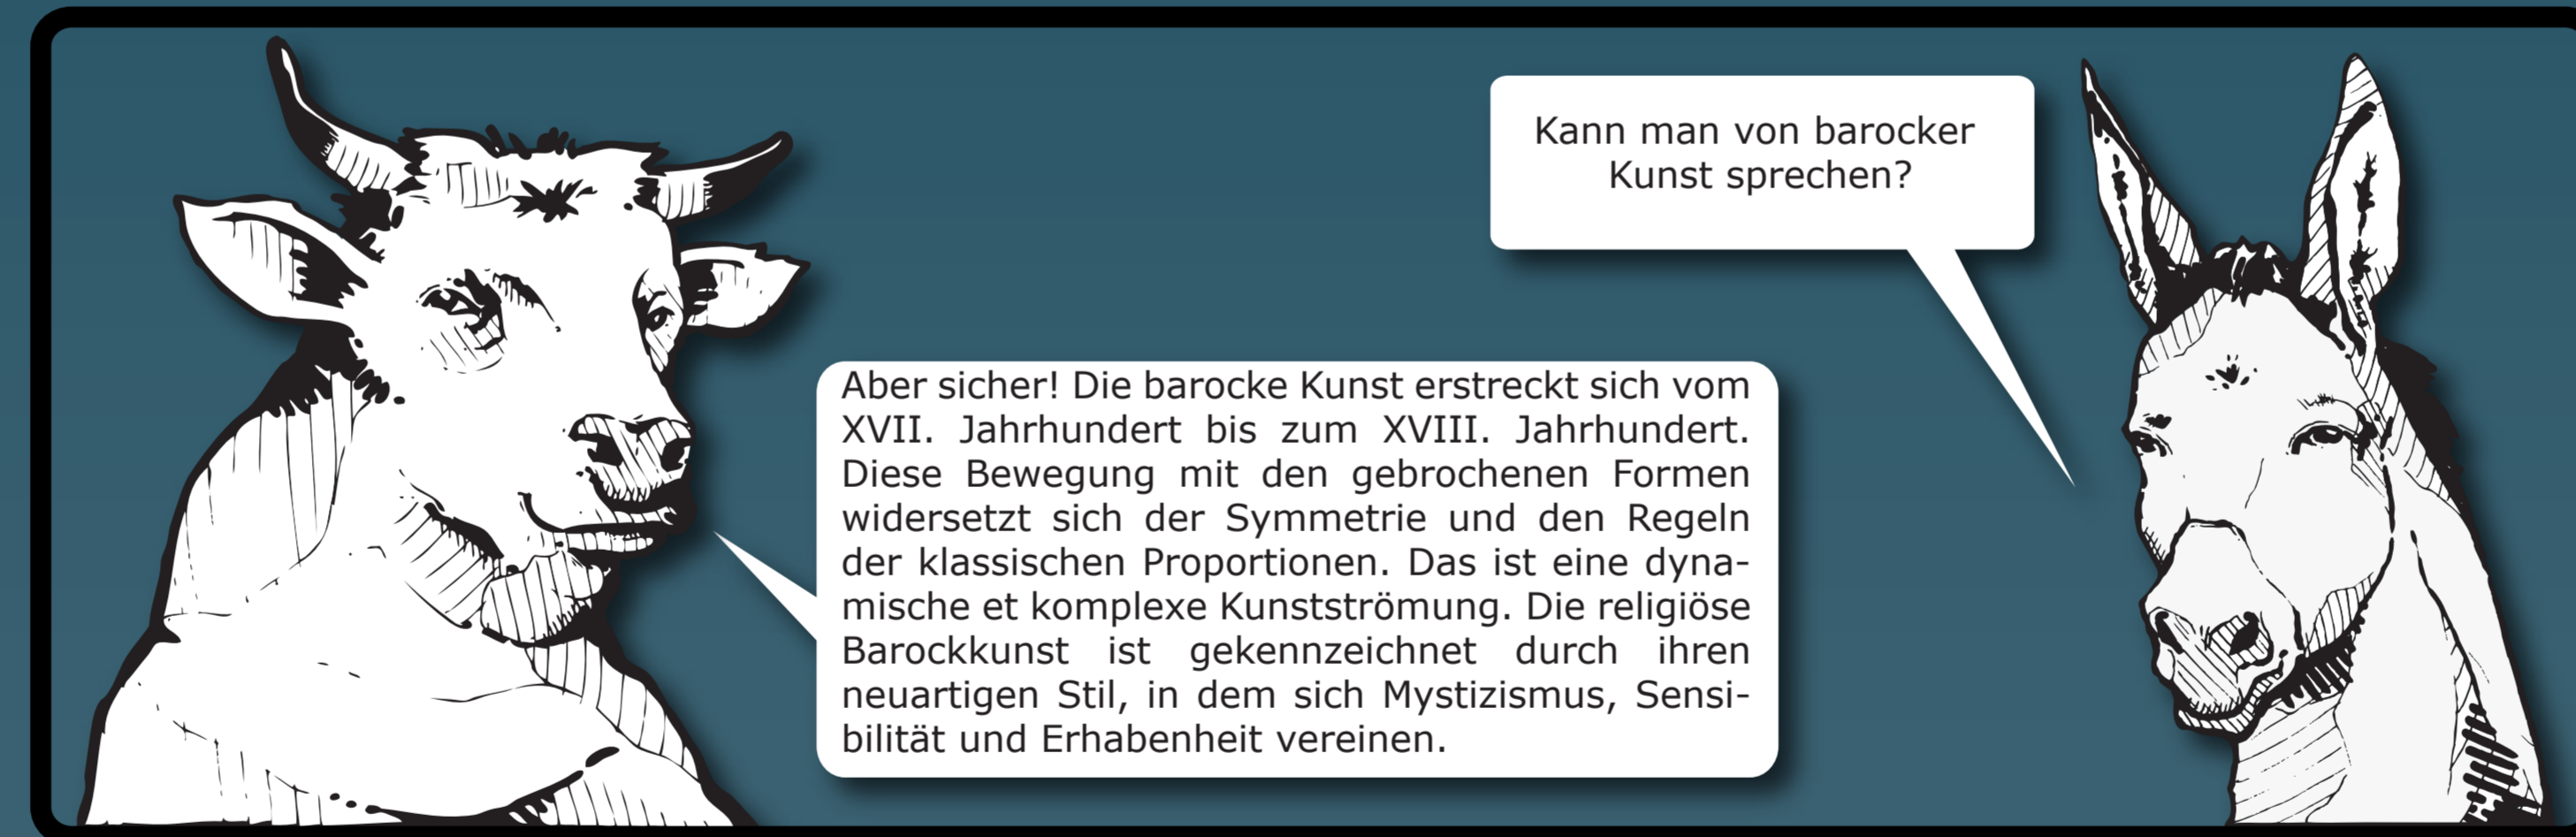 Kann man von barocker
Kunst sprechen?
Aber sicher! Die barocke Kunst erstreckt sich vom
XVII. Jahrhundert bis zum XVIII. Jahrhundert.
Diese Bewegung mit den gebrochenen Formen
widersetzt sich der Symmetrie und den Regeln
der klassischen Proportionen. Das ist eine dyna-
mische et komplexe Kunstströmung. Die religiöse
Barockkunst ist gekennzeichnet durch ihren
neuartigen Stil, in dem sich Mystizismus, Sensi-
bilität und Erhabenheit vereinen.